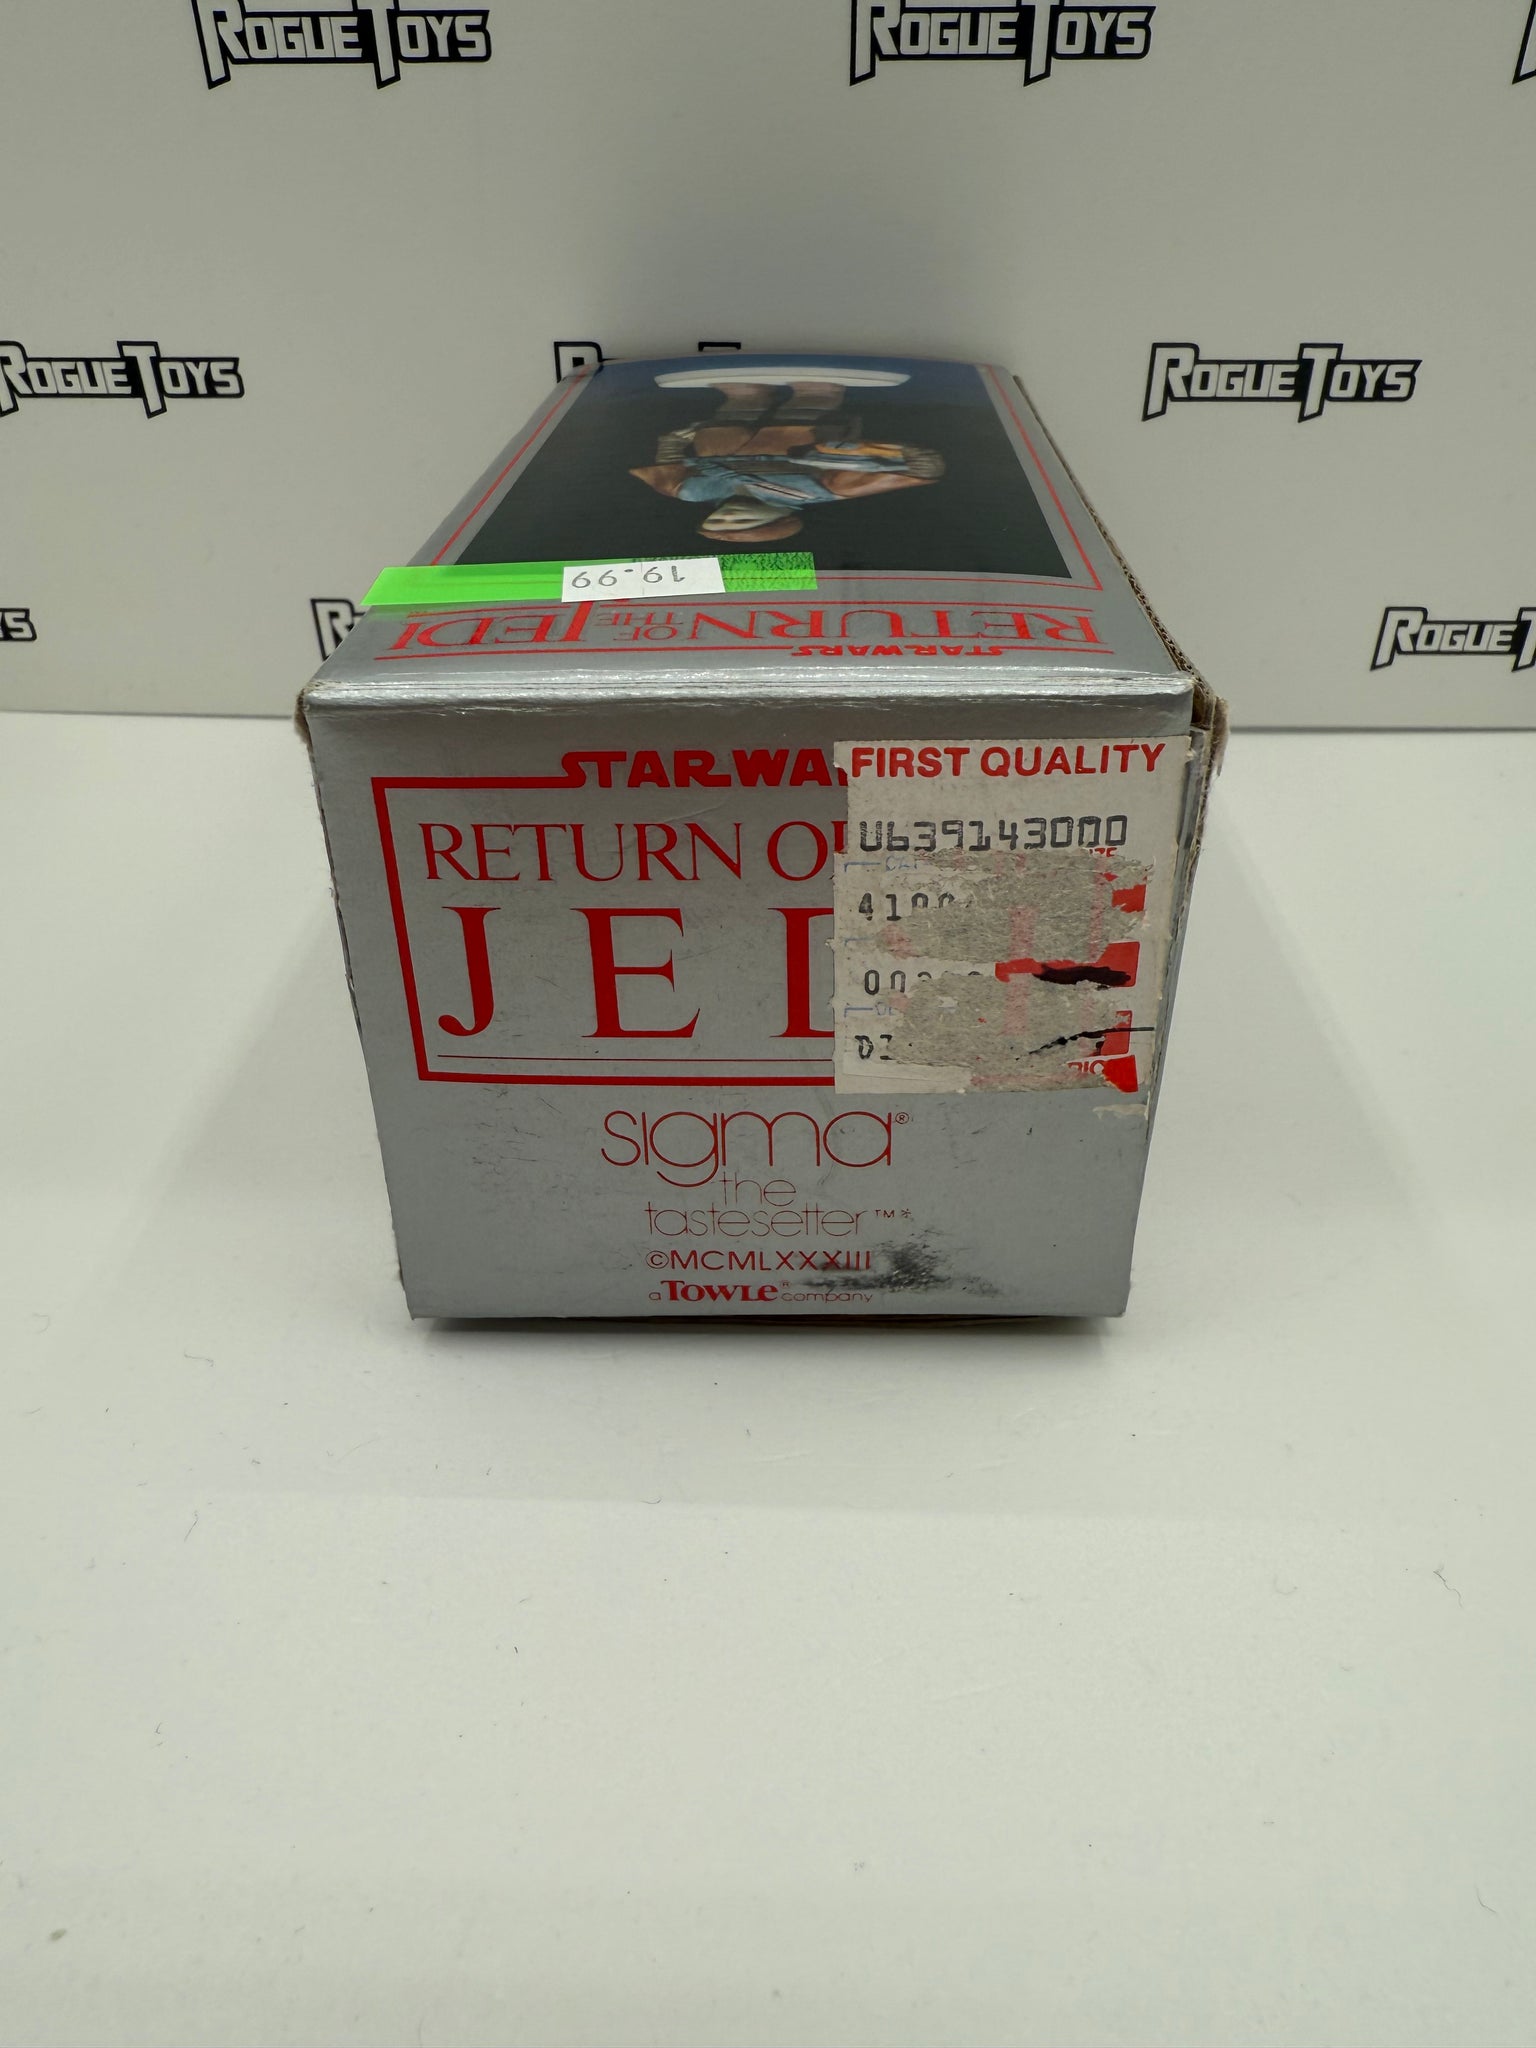 ROGUE TOYS
ROGUE TOYS
ROGUE TOYS
ROGUE TOYS
ROGUE TOYS
19.99
RETURN OF THE JEDI
STAR WARS
STAR WA
FIRST QUALITY
U639143000
RETURN O
JED
sigma®
the
tastesetter™*
©MCMLXXXIII
a TOWLE® company